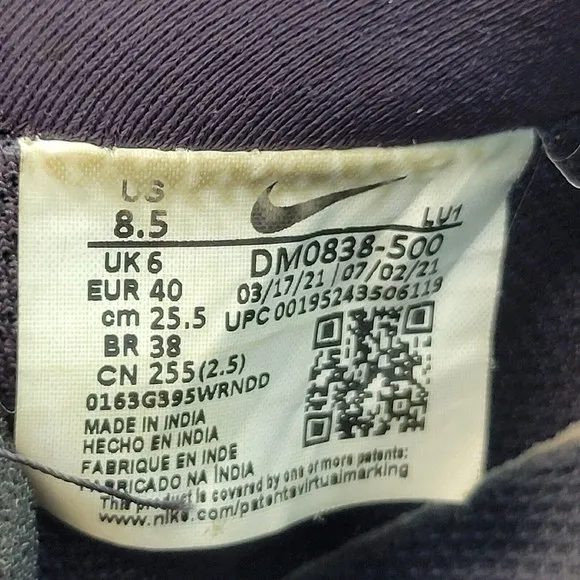 US
8.5
UK 6
EUR 40
cm 25.5
BR 38
CN 255(2.5)
0163G395WRNDD
LU1
DM0838-500
03/17/21 / 07/02/21
UPC 00195243506119
MADE IN INDIA
HECHO EN INDIA
FABRIQUE EN INDE
FABRICADO NA ÍNDIA
This product is covered by one or more patents:
www.nike.com/patentsvirtualmarking